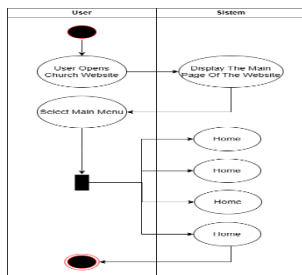 User
Sistem
User Opens
Church Website
Display The Main
Page Of The Website
Select Main Menu
Home
Home
Home
Home